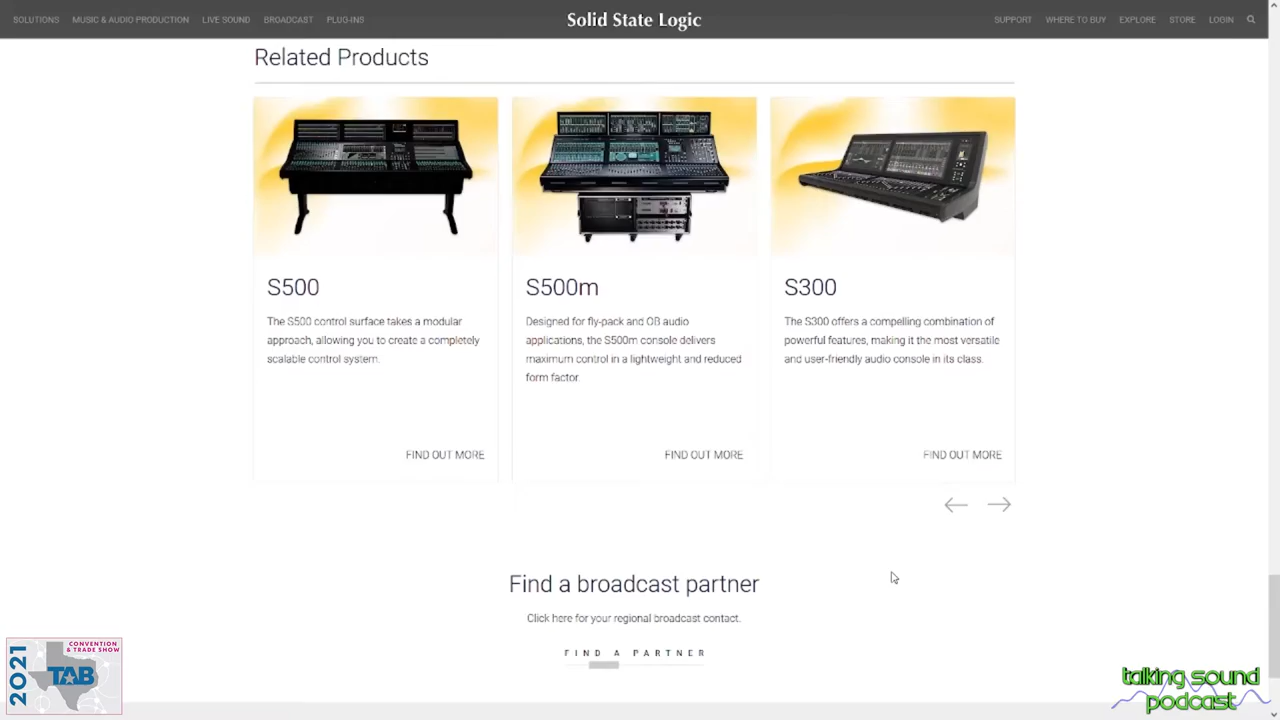 SOLUTIONS MUSIC & AUDIO PRODUCTION LIVE SOUND BROADCAST PLUG-INS Solid State Logic SUPPORT WHERE TO BUY EXPLORE STORE LOGIN
Related Products
S500
The S500 control surface takes a modular
approach, allowing you to create a completely
scalable control system.
FIND OUT MORE
S500m
Designed for fly-pack and OB audio
applications, the S500m console delivers
maximum control in a lightweight and reduced
form factor.
FIND OUT MORE
S300
The S300 offers a compelling combination of
powerful features, making it the most versatile
and user-friendly audio console in its class.
FIND OUT MORE
Find a broadcast partner
Click here for your regional broadcast contact.
FIND A PARTNER
2021
CONVENTION
& TRADE SHOW
TAB
talking sound
podcast